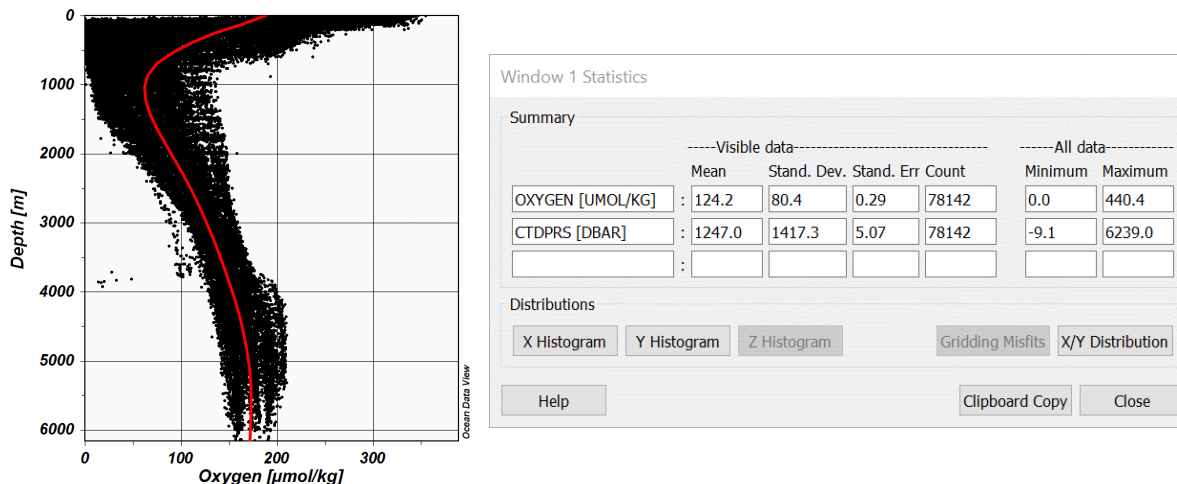 0
1000
2000
3000
4000
5000
6000
Depth [m]
0 100 200 300
Oxygen [µmol/kg]
Ocean Data View
Window 1 Statistics
Summary
------Visible data-------------------------------- ------All data-----------
Mean Stand. Dev. Stand. Err Count Minimum Maximum
OXYGEN [UMOL/KG] : 124.2 80.4 0.29 78142 0.0 440.4
CTDPRS [DBAR] : 1247.0 1417.3 5.07 78142 -9.1 6239.0
:
Distributions
X Histogram Y Histogram Z Histogram Gridding Misfits X/Y Distribution
Help Clipboard Copy Close